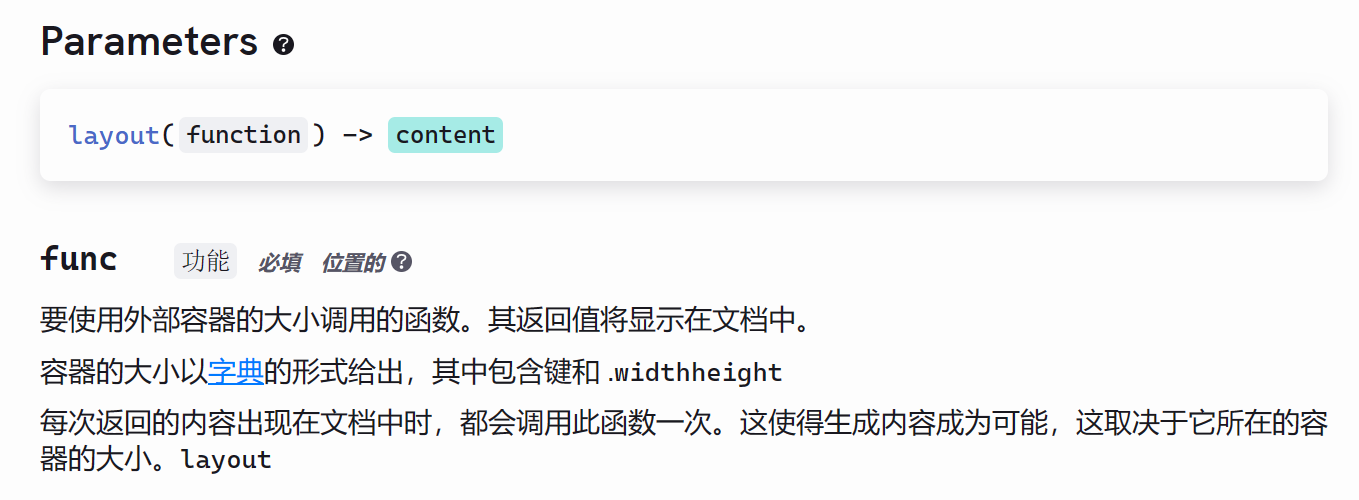 Parameters ?
layout(function) -> content
func 功能 必填 位置的 ?
要使用外部容器的大小调用的函数。其返回值将显示在文档中。
容器的大小以字典的形式给出，其中包含键和 .widthheight
每次返回的内容出现在文档中时，都会调用此函数一次。这使得生成内容成为可能，这取决于它所在的容
器的大小。layout